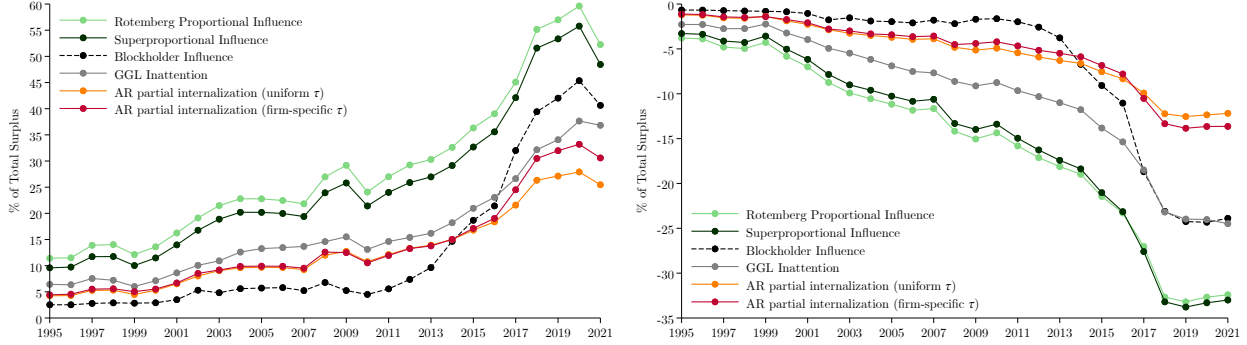 % of Total Surplus
60
55
50
45
40
35
30
25
20
15
10
5
0
Rotemberg Proportional Influence
Superproportional Influence
Blockholder Influence
GGL Inattention
AR partial internalization (uniform τ)
AR partial internalization (firm-specific τ)
1995 1997 1999 2001 2003 2005 2007 2009 2011 2013 2015 2017 2019 2021
% of Total Surplus
0
−5
−10
−15
−20
−25
−30
−35
Rotemberg Proportional Influence
Superproportional Influence
Blockholder Influence
GGL Inattention
AR partial internalization (uniform τ)
AR partial internalization (firm-specific τ)
1995 1997 1999 2001 2003 2005 2007 2009 2011 2013 2015 2017 2019 2021